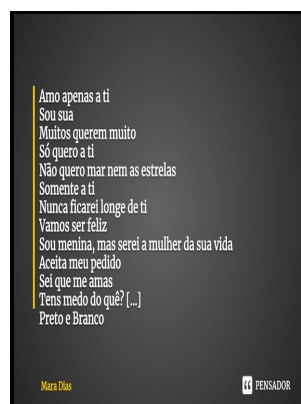 Amo apenas a ti
Sou sua
Muitos querem muito
Só quero a ti
Não quero mar nem as estrelas
Somente a ti
Nunca ficarei longe de ti
Vamos ser feliz
Sou menina, mas serei a mulher da sua vida
Aceita meu pedido
Sei que me amas
Tens medo do quê? [...]
Preto e Branco
Mara Dias
PENSADOR